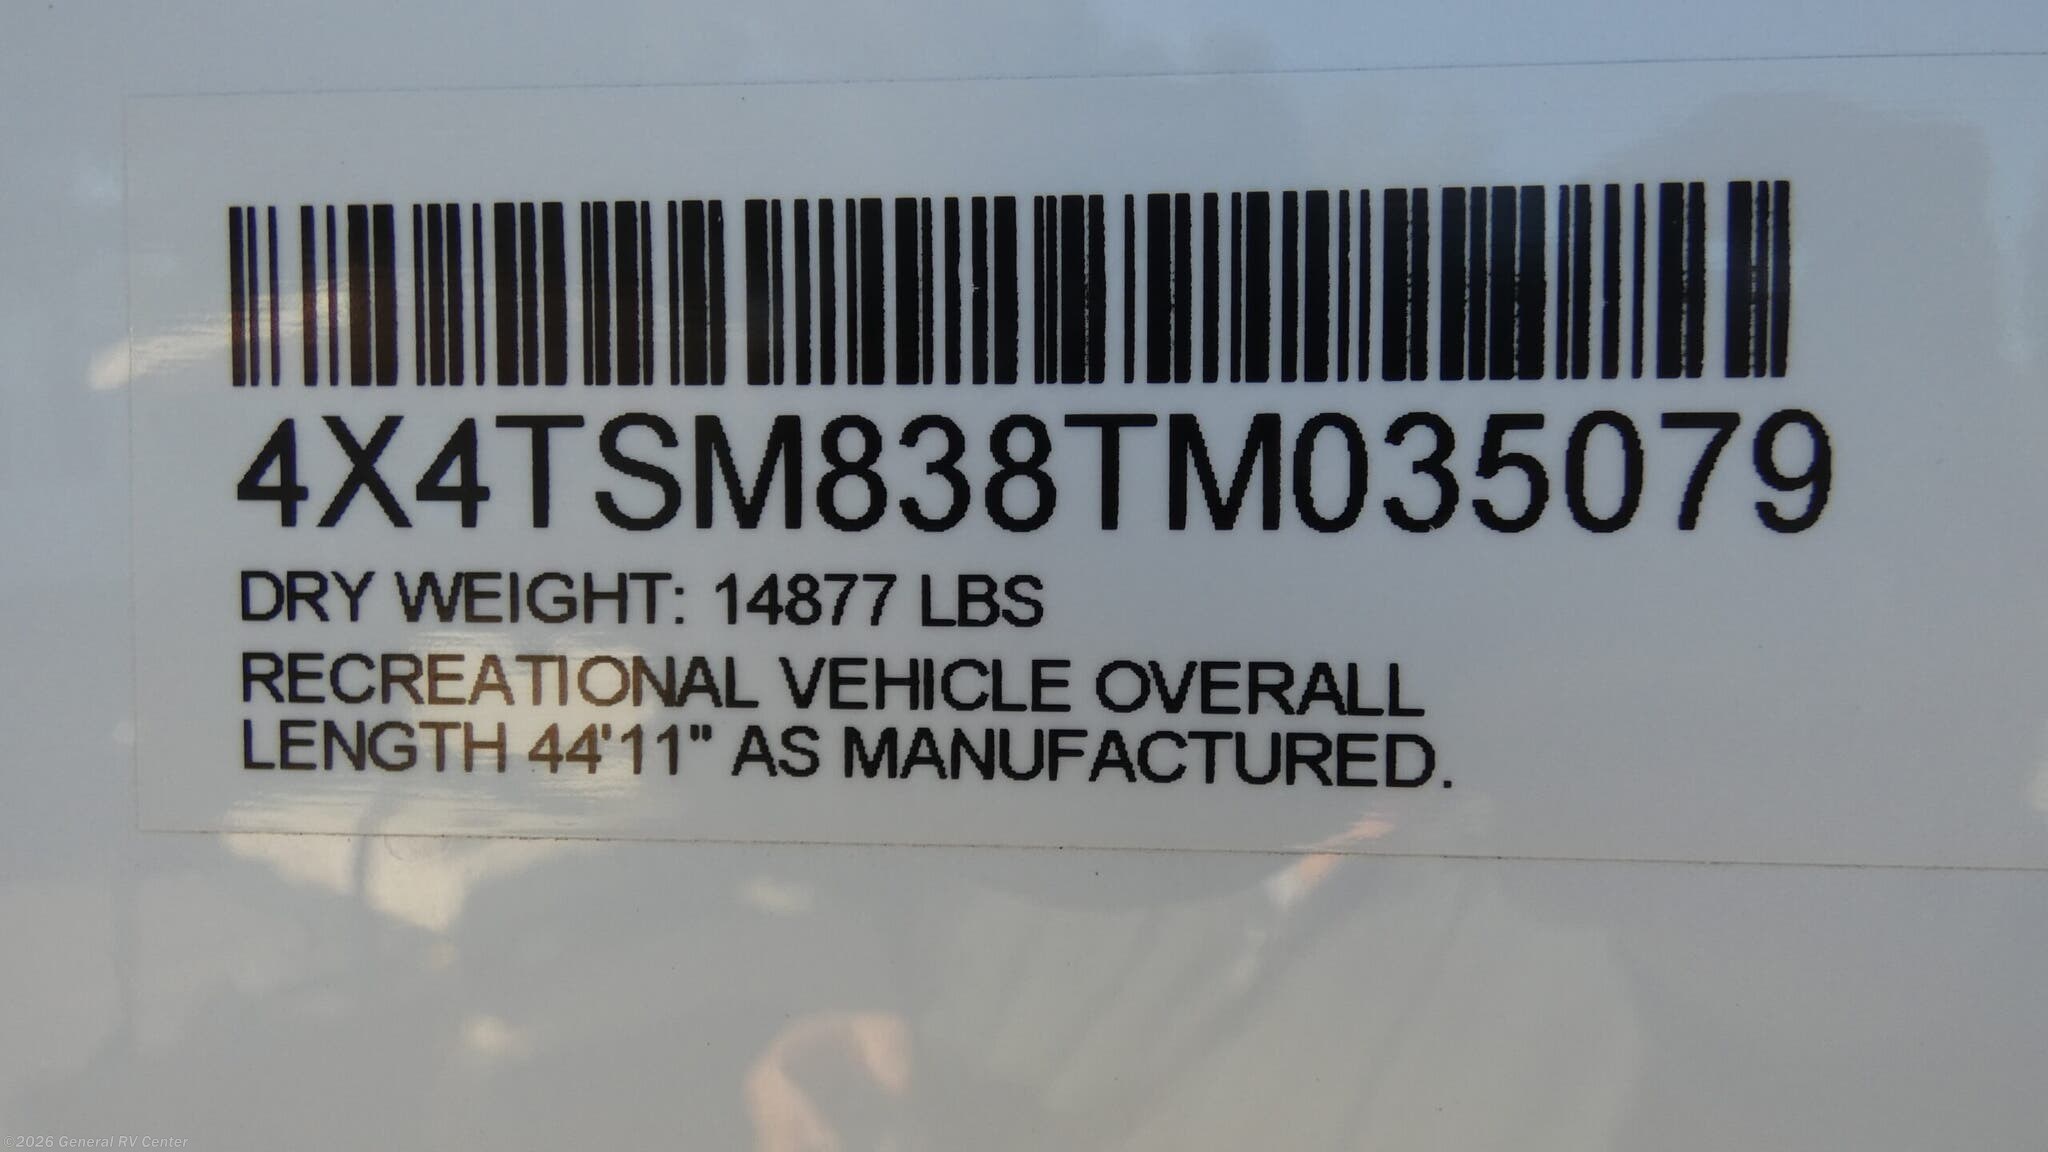 4X4TSM838TM035079
DRY WEIGHT: 14877 LBS
RECREATIONAL VEHICLE OVERALL
LENGTH 44'11" AS MANUFACTURED.
©2026 General RV Center